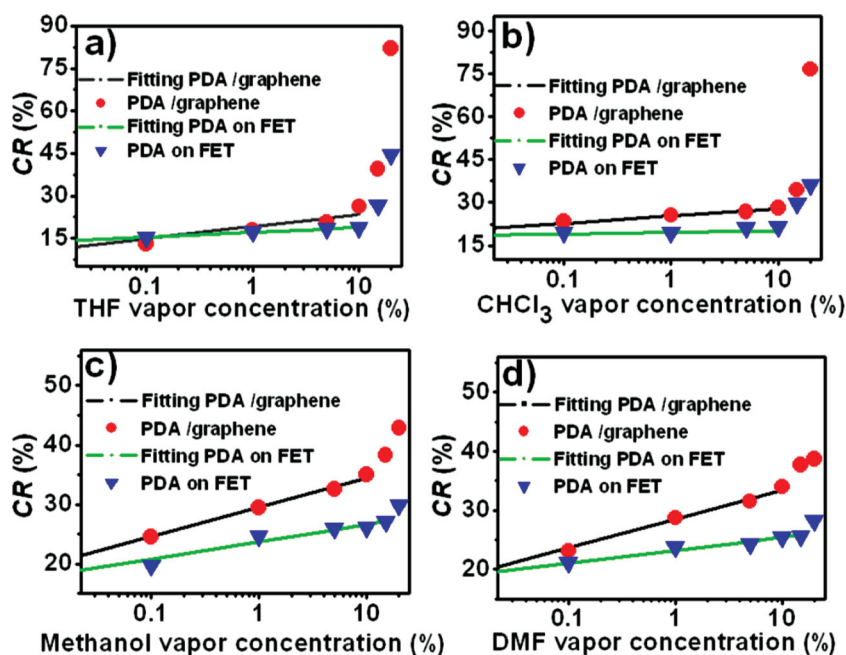 a)
Fitting PDA /graphene
PDA /graphene
Fitting PDA on FET
PDA on FET
CR (%)
90
75
60
45
30
15
0.1 1 10
THF vapor concentration (%)
b)
Fitting PDA /graphene
PDA /graphene
Fitting PDA on FET
PDA on FET
CR (%)
90
75
60
45
30
15
0.1 1 10
CHCl3 vapor concentration (%)
c)
Fitting PDA /graphene
PDA /graphene
Fitting PDA on FET
PDA on FET
CR (%)
50
40
30
20
0.1 1 10
Methanol vapor concentration (%)
d)
Fitting PDA /graphene
PDA /graphene
Fitting PDA on FET
PDA on FET
CR (%)
50
40
30
20
0.1 1 10
DMF vapor concentration (%)